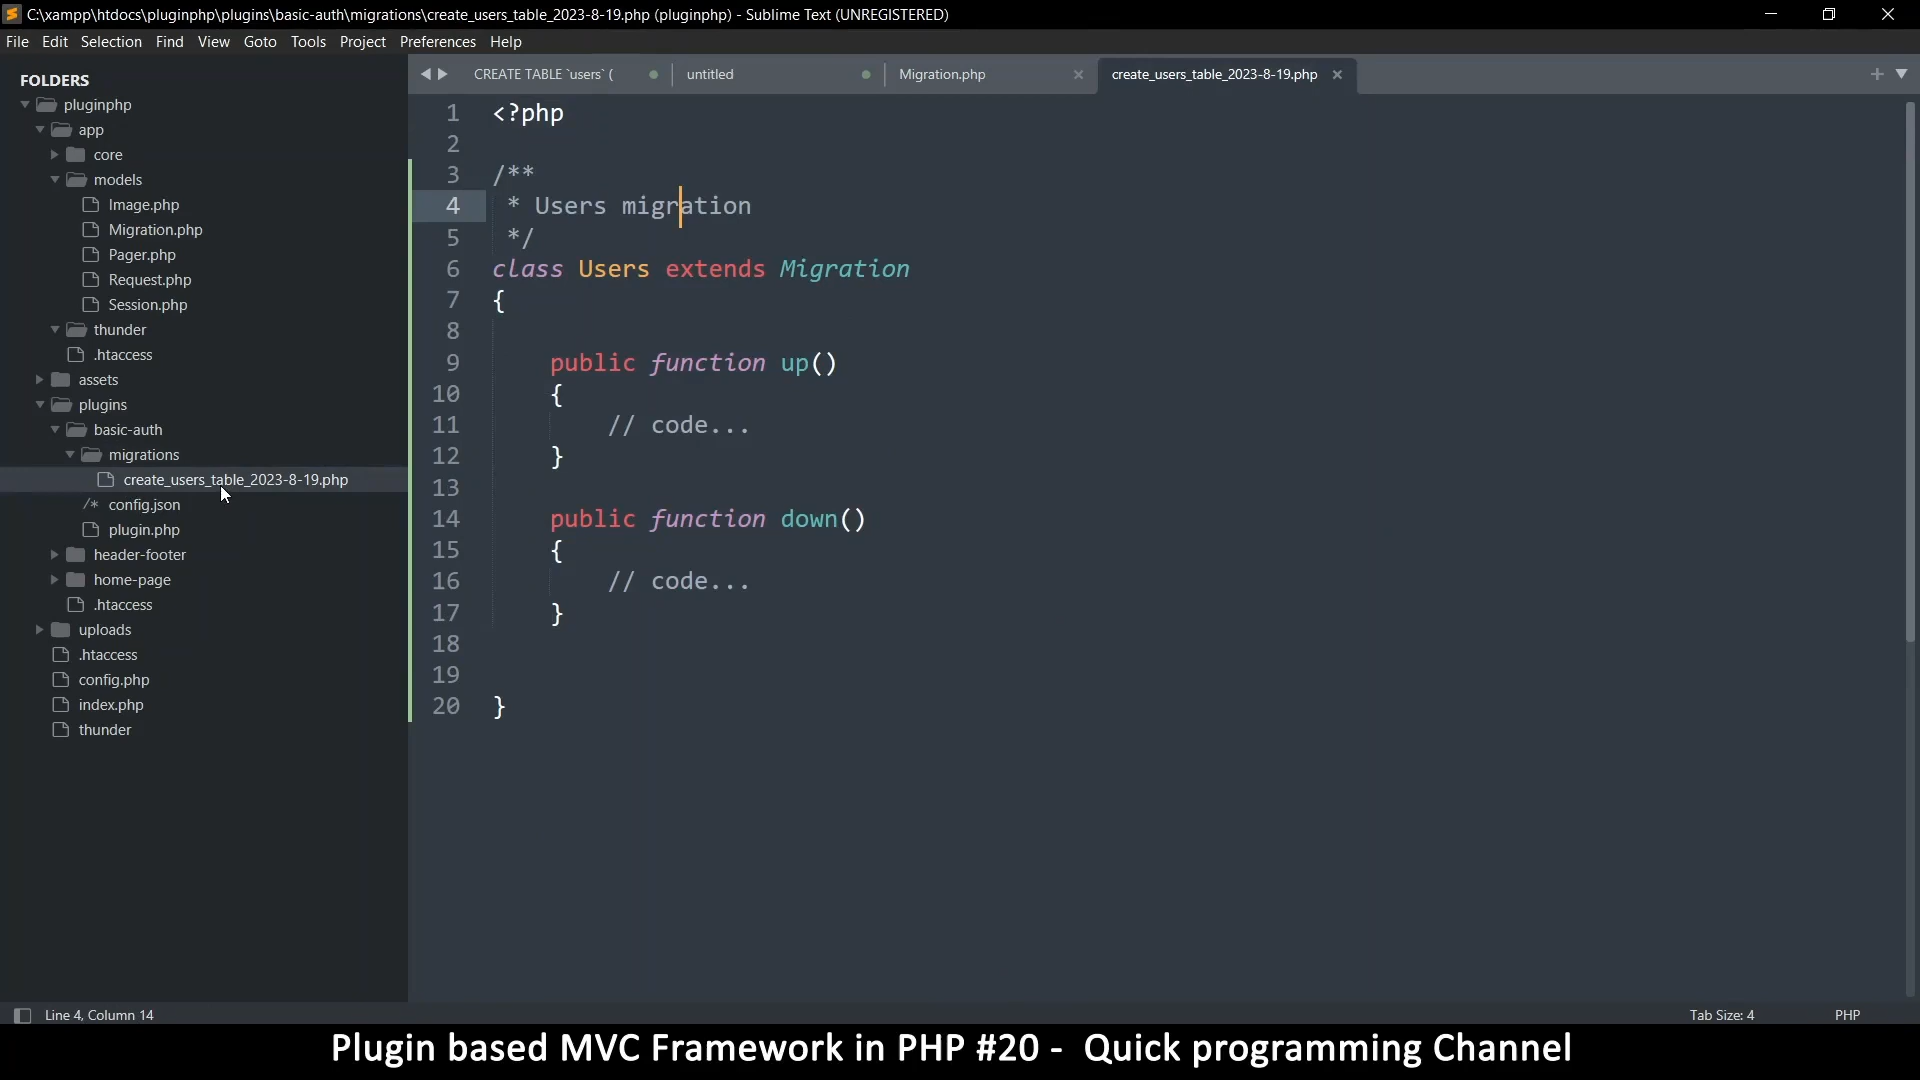 C:\xampp\htdocs\pluginphp\plugins\basic-auth\migrations\create_users_table_2023-8-19.php (pluginphp) - Sublime Text (UNREGISTERED)
File Edit Selection Find View Goto Tools Project Preferences Help
FOLDERS
pluginphp
app
core
models
Image.php
Migration.php
Pager.php
Request.php
Session.php
thunder
.htaccess
assets
plugins
basic-auth
migrations
create_users_table_2023-8-19.php
/* config.json
plugin.php
header-footer
home-page
.htaccess
uploads
.htaccess
config.php
index.php
thunder
CREATE TABLE `users` ( untitled Migration.php create_users_table_2023-8-19.php
1 <?php
2
3 /**
4 * Users migration
5 */
6 class Users extends Migration
7 {
8
9 public function up()
10 {
11 // code...
12 }
13
14 public function down()
15 {
16 // code...
17 }
18
19
20 }
Line 4, Column 14 Tab Size: 4 PHP
Plugin based MVC Framework in PHP #20 - Quick programming Channel